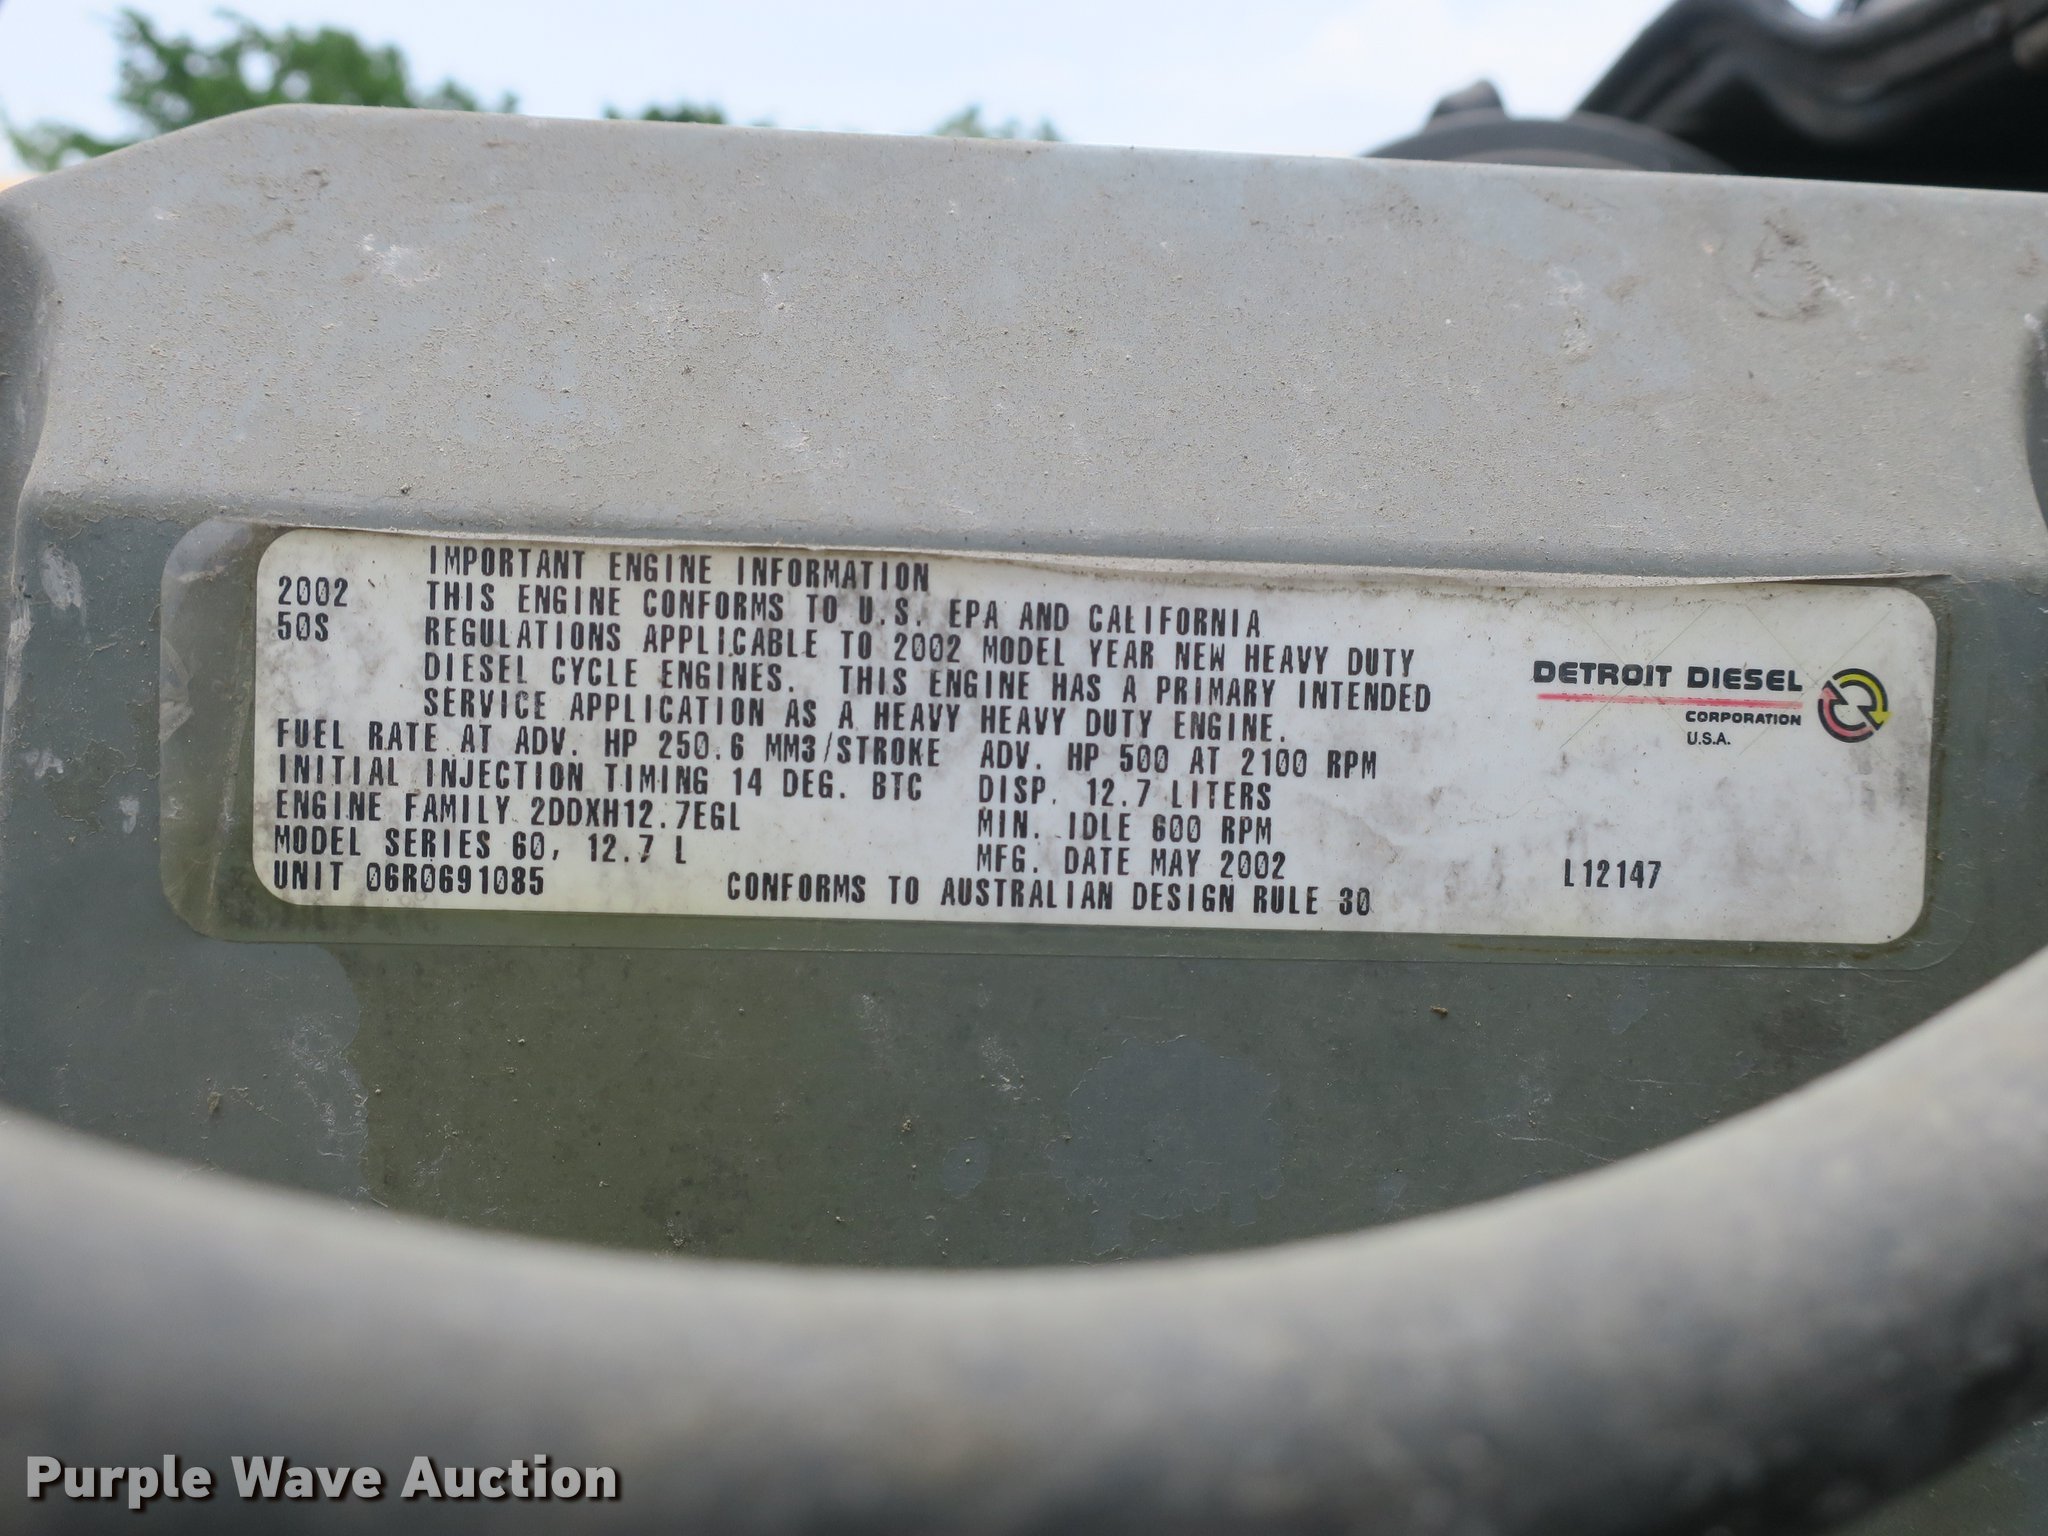 IMPORTANT ENGINE INFORMATION
2002 THIS ENGINE CONFORMS TO U.S. EPA AND CALIFORNIA
50S REGULATIONS APPLICABLE TO 2002 MODEL YEAR NEW HEAVY DUTY
DIESEL CYCLE ENGINES. THIS ENGINE HAS A PRIMARY INTENDED
SERVICE APPLICATION AS A HEAVY HEAVY DUTY ENGINE.
FUEL RATE AT ADV. HP 250.6 MM3/STROKE ADV. HP 500 AT 2100 RPM
INITIAL INJECTION TIMING 14 DEG. BTC DISP. 12.7 LITERS
ENGINE FAMILY 2DDXH12.7EGL MIN. IDLE 600 RPM
MODEL SERIES 60, 12.7 L MFG. DATE MAY 2002
UNIT 06R0691085 CONFORMS TO AUSTRALIAN DESIGN RULE 30
L12147
DETROIT DIESEL
CORPORATION
U.S.A.
Purple Wave Auction